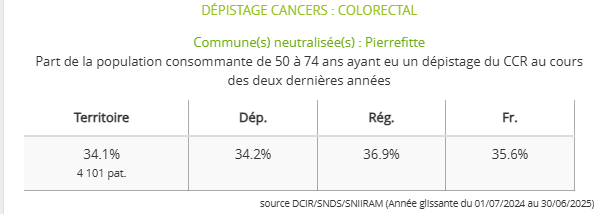 DÉPISTAGE CANCERS : COLORECTAL
Commune(s) neutralisée(s) : Pierrefitte
Part de la population consommante de 50 à 74 ans ayant eu un dépistage du CCR au cours
des deux dernières années
Territoire Dép. Rég. Fr.
34.1% 34.2% 36.9% 35.6%
4 101 pat.
source DCIR/SNDS/SNIIRAM (Année glissante du 01/07/2024 au 30/06/2025)